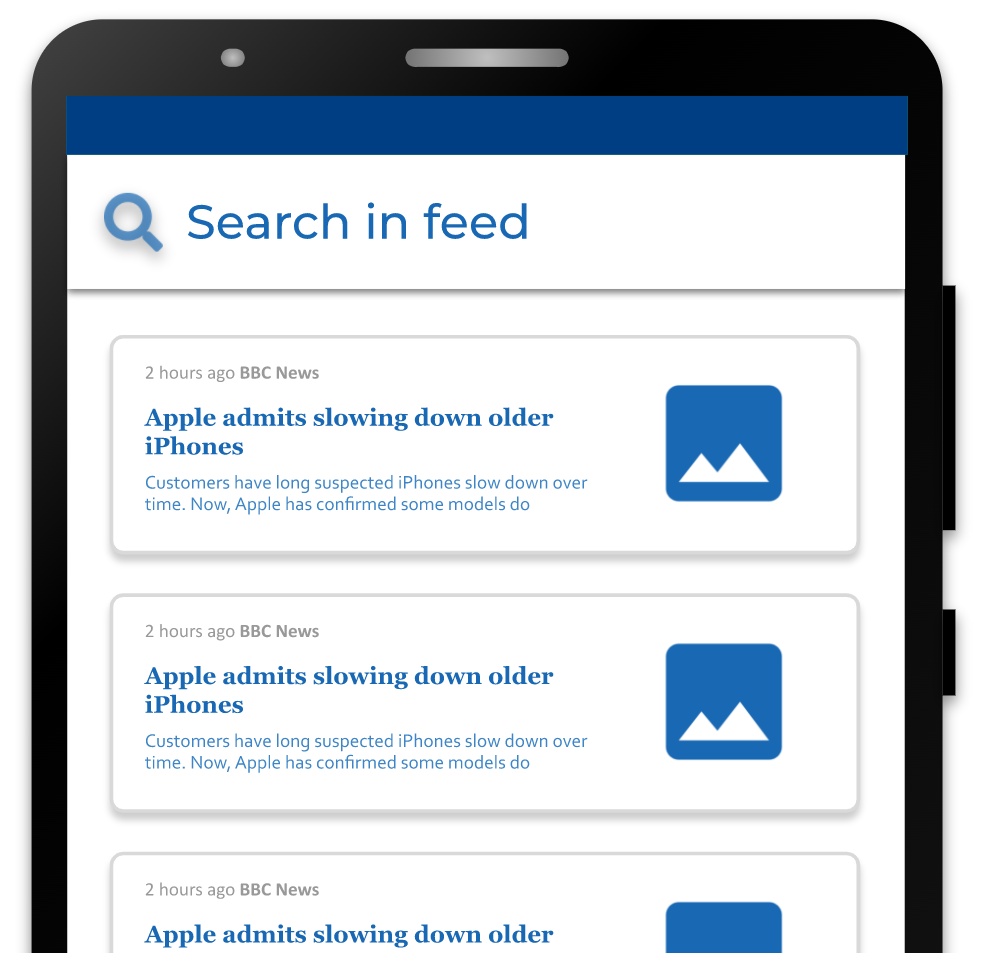 Search in feed
2 hours ago BBC News
Apple admits slowing down older
iPhones
Customers have long suspected iPhones slow down over
time. Now, Apple has confirmed some models do
2 hours ago BBC News
Apple admits slowing down older
iPhones
Customers have long suspected iPhones slow down over
time. Now, Apple has confirmed some models do
2 hours ago BBC News
Apple admits slowing down older